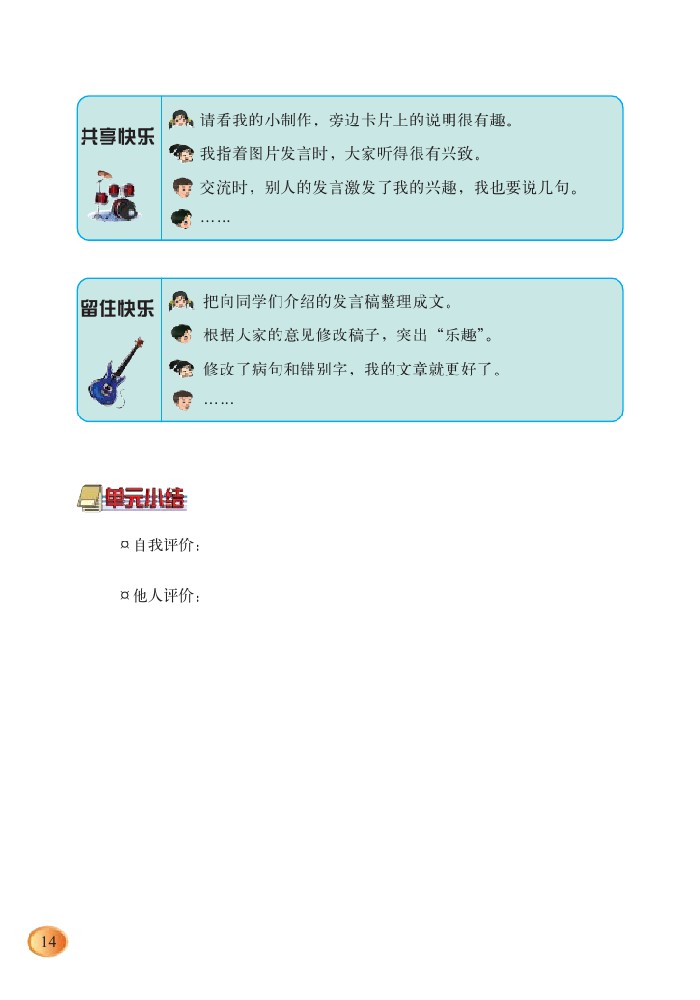 共享快乐
请看我的小制作，旁边卡片上的说明很有趣。
我指着图片发言时，大家听得很有兴致。
交流时，别人的发言激发了我的兴趣，我也要说几句。
……
留住快乐
把向同学们介绍的发言稿整理成文。
根据人家的意见修改稿子，突出“乐趣”。
修改了病句和错别字，我的文章就更好了。
……
单元小结
¤ 自我评价：
¤ 他人评价：
14